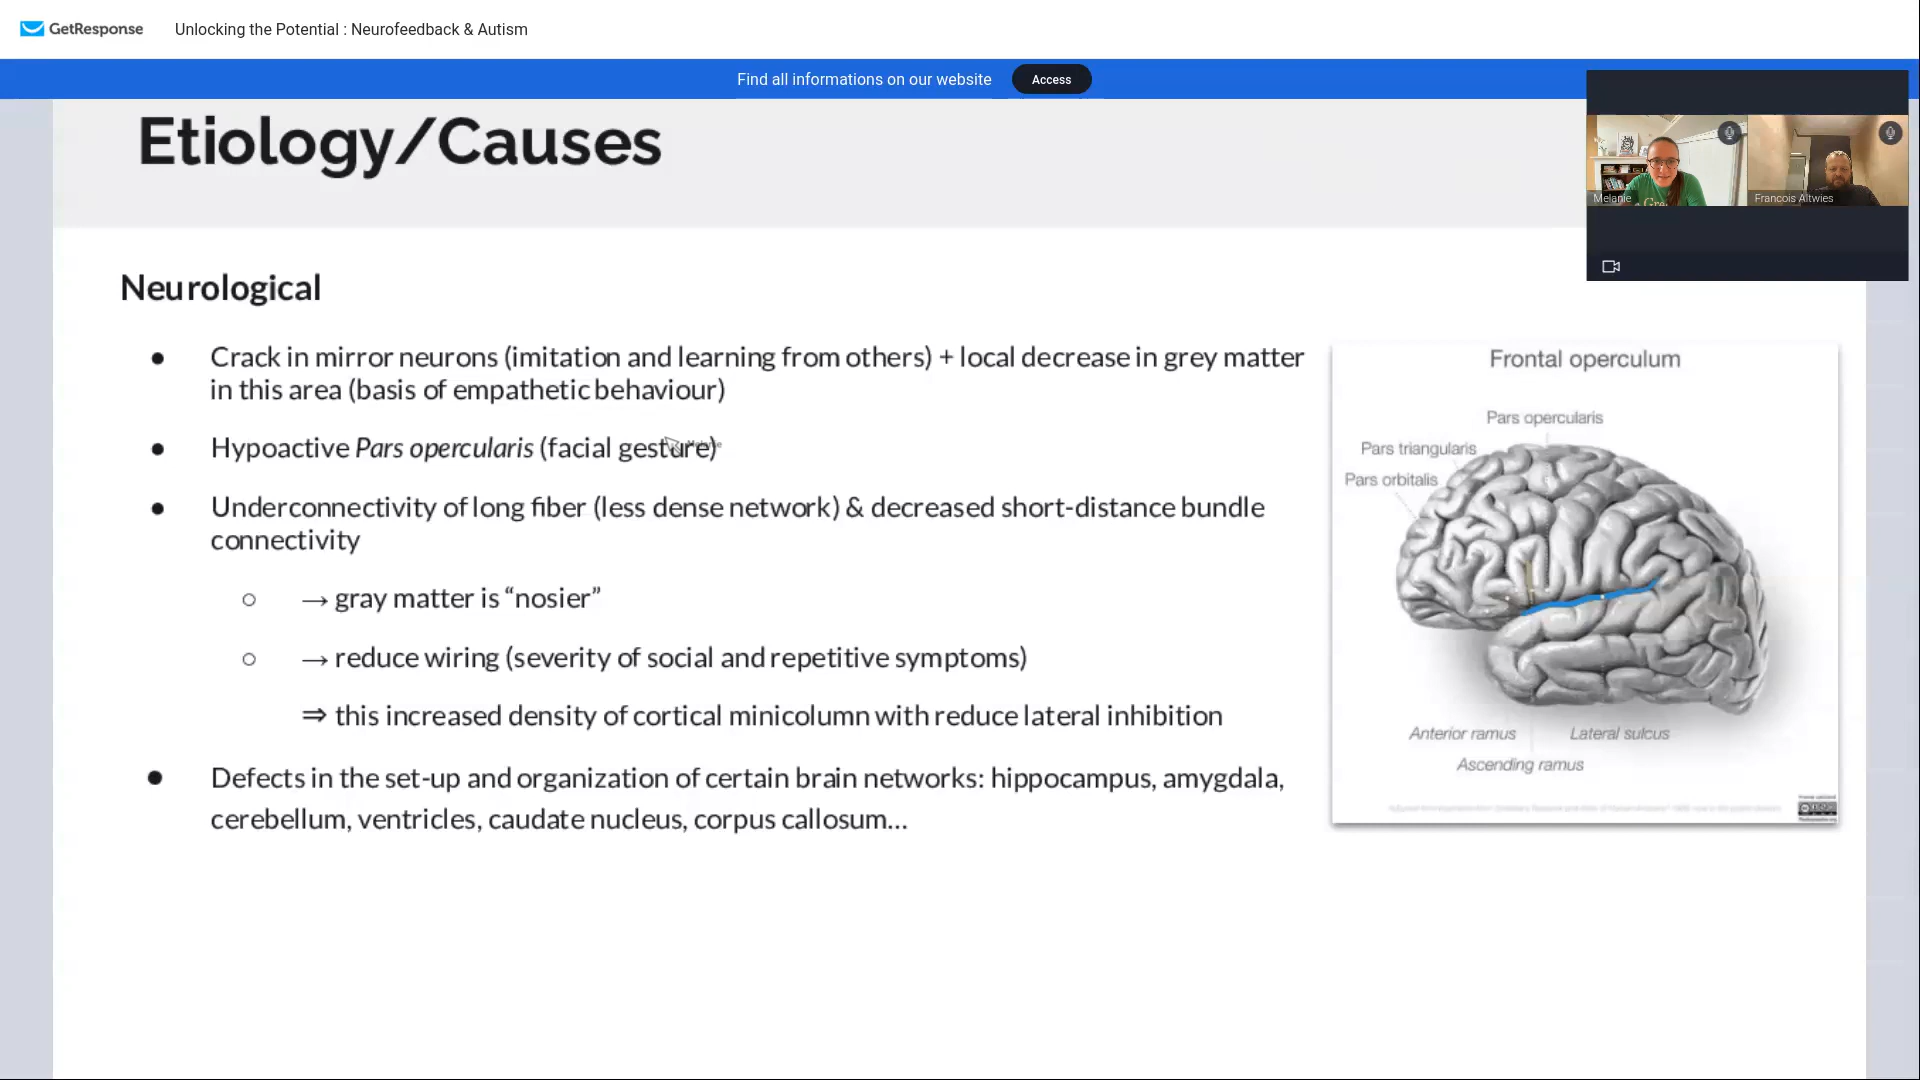 GetResponse
Unlocking the Potential : Neurofeedback & Autism
Find all informations on our website
Access
Etiology/Causes
Melanie
Francois Altwies
Neurological
● Crack in mirror neurons (imitation and learning from others) + local decrease in grey matter
in this area (basis of empathetic behaviour)
● Hypoactive Pars opercularis (facial gesture)
● Underconnectivity of long fiber (less dense network) & decreased short-distance bundle
connectivity
○ → gray matter is “nosier”
○ → reduce wiring (severity of social and repetitive symptoms)
⇒ this increased density of cortical minicolumn with reduce lateral inhibition
● Defects in the set-up and organization of certain brain networks: hippocampus, amygdala,
cerebellum, ventricles, caudate nucleus, corpus callosum...
Frontal operculum
Pars opercularis
Pars triangularis
Pars orbitalis
Anterior ramus
Lateral sulcus
Ascending ramus